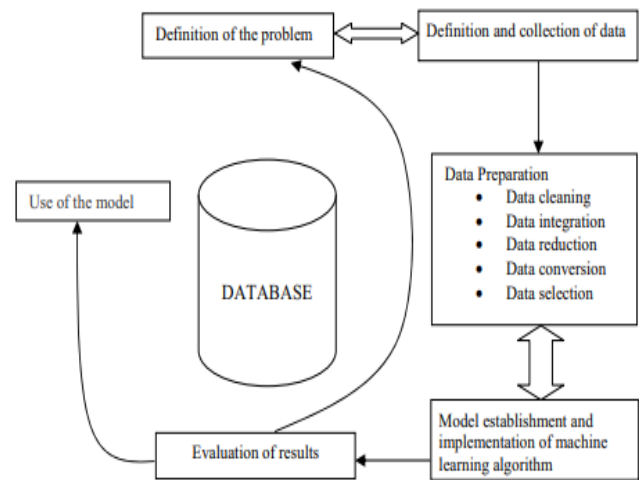 Definition of the problem
Definition and collection of data
Data Preparation
• Data cleaning
• Data integration
• Data reduction
• Data conversion
• Data selection
Use of the model
DATABASE
Model establishment and
implementation of machine
learning algorithm
Evaluation of results